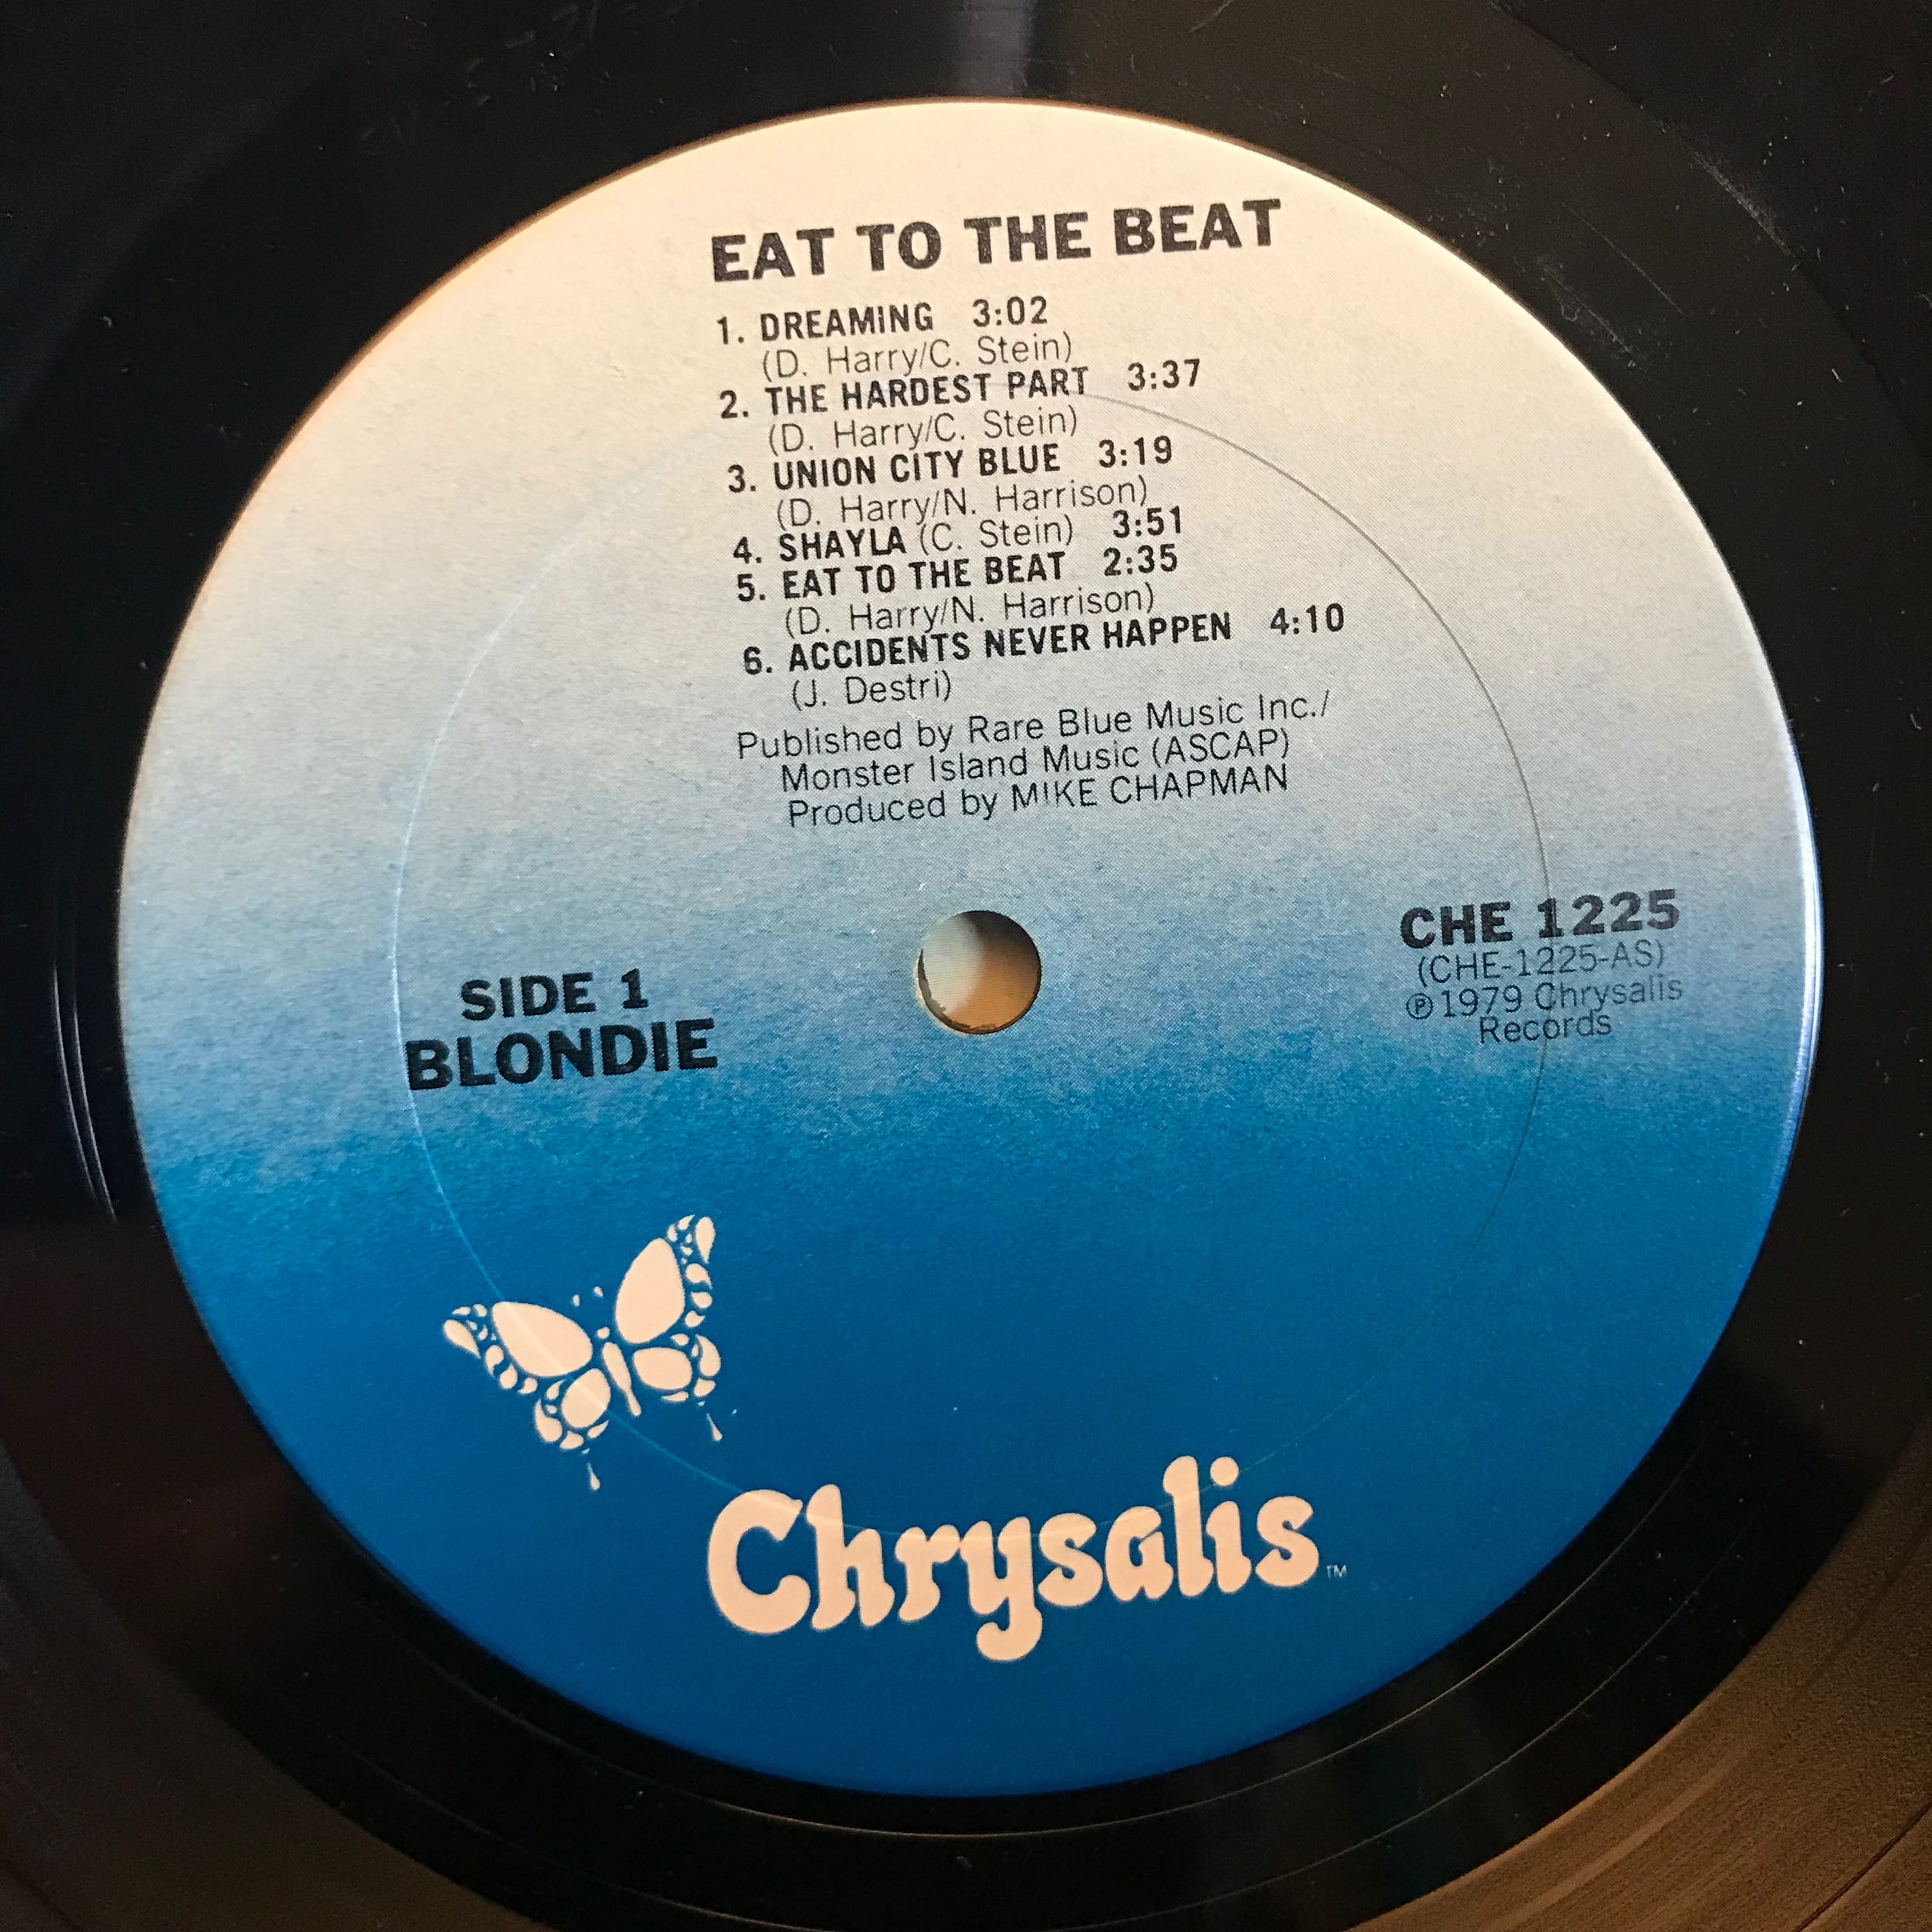 EAT TO THE BEAT
1. DREAMING 3:02
(D. Harry/C. Stein)
2. THE HARDEST PART 3:37
(D. Harry/C. Stein)
3. UNION CITY BLUE 3:19
(D. Harry/N. Harrison)
4. SHAYLA (C. Stein) 3:51
5. EAT TO THE BEAT 2:35
(D. Harry/N. Harrison)
6. ACCIDENTS NEVER HAPPEN 4:10
(J. Destri)
Published by Rare Blue Music Inc./
Monster Island Music (ASCAP)
Produced by MIKE CHAPMAN
SIDE 1
BLONDIE
CHE 1225
(CHE-1225-AS)
℗1979 Chrysalis
Records
Chrysalis™